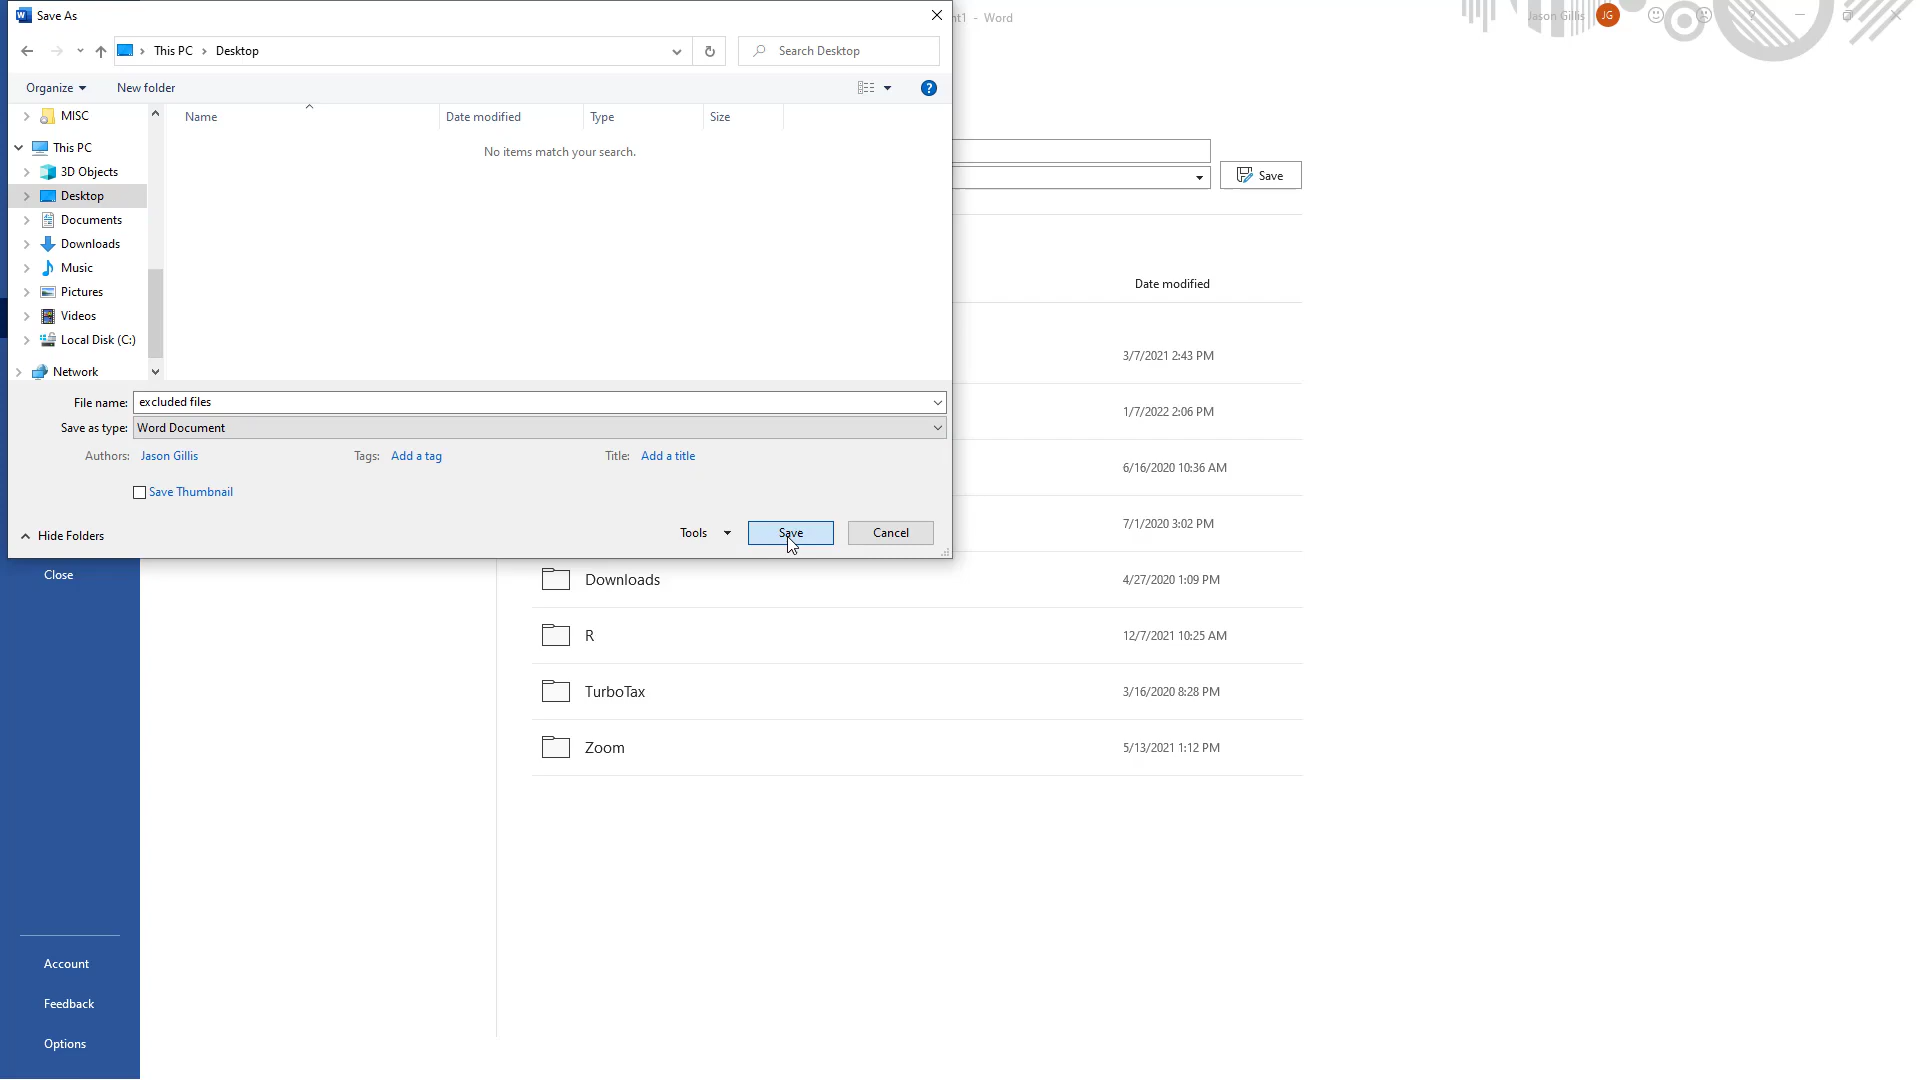 Save As
nt1 - Word
Jason Gillis JG
This PC Desktop
Search Desktop
Organize New folder
MISC
This PC
3D Objects
Desktop
Documents
Downloads
Music
Pictures
Videos
Local Disk (C:)
Network
Name Date modified Type Size
No items match your search.
File name: excluded files
Save as type: Word Document
Authors: Jason Gillis Tags: Add a tag Title: Add a title
Save Thumbnail
Hide Folders Tools Save Cancel
Save
Date modified
3/7/2021 2:43 PM
1/7/2022 2:06 PM
6/16/2020 10:36 AM
7/1/2020 3:02 PM
Downloads 4/27/2020 1:09 PM
R 12/7/2021 10:25 AM
TurboTax 3/16/2020 8:28 PM
Zoom 5/13/2021 1:12 PM
Close
Account
Feedback
Options